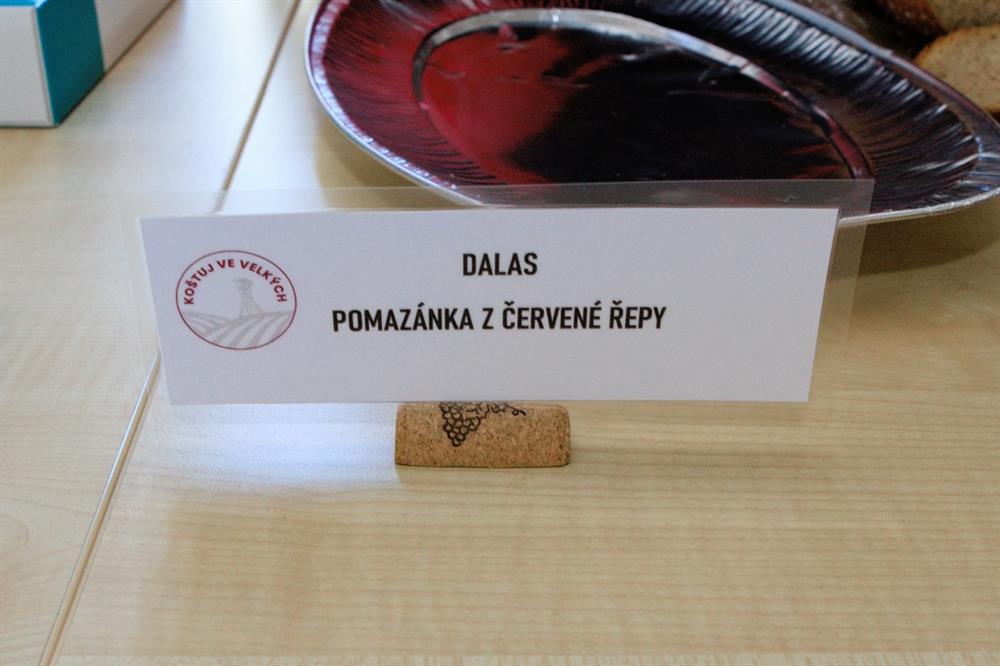 KOŠTUJ VE VELKÝCH
DALAS
POMAZÁNKA Z ČERVENÉ ŘEPY